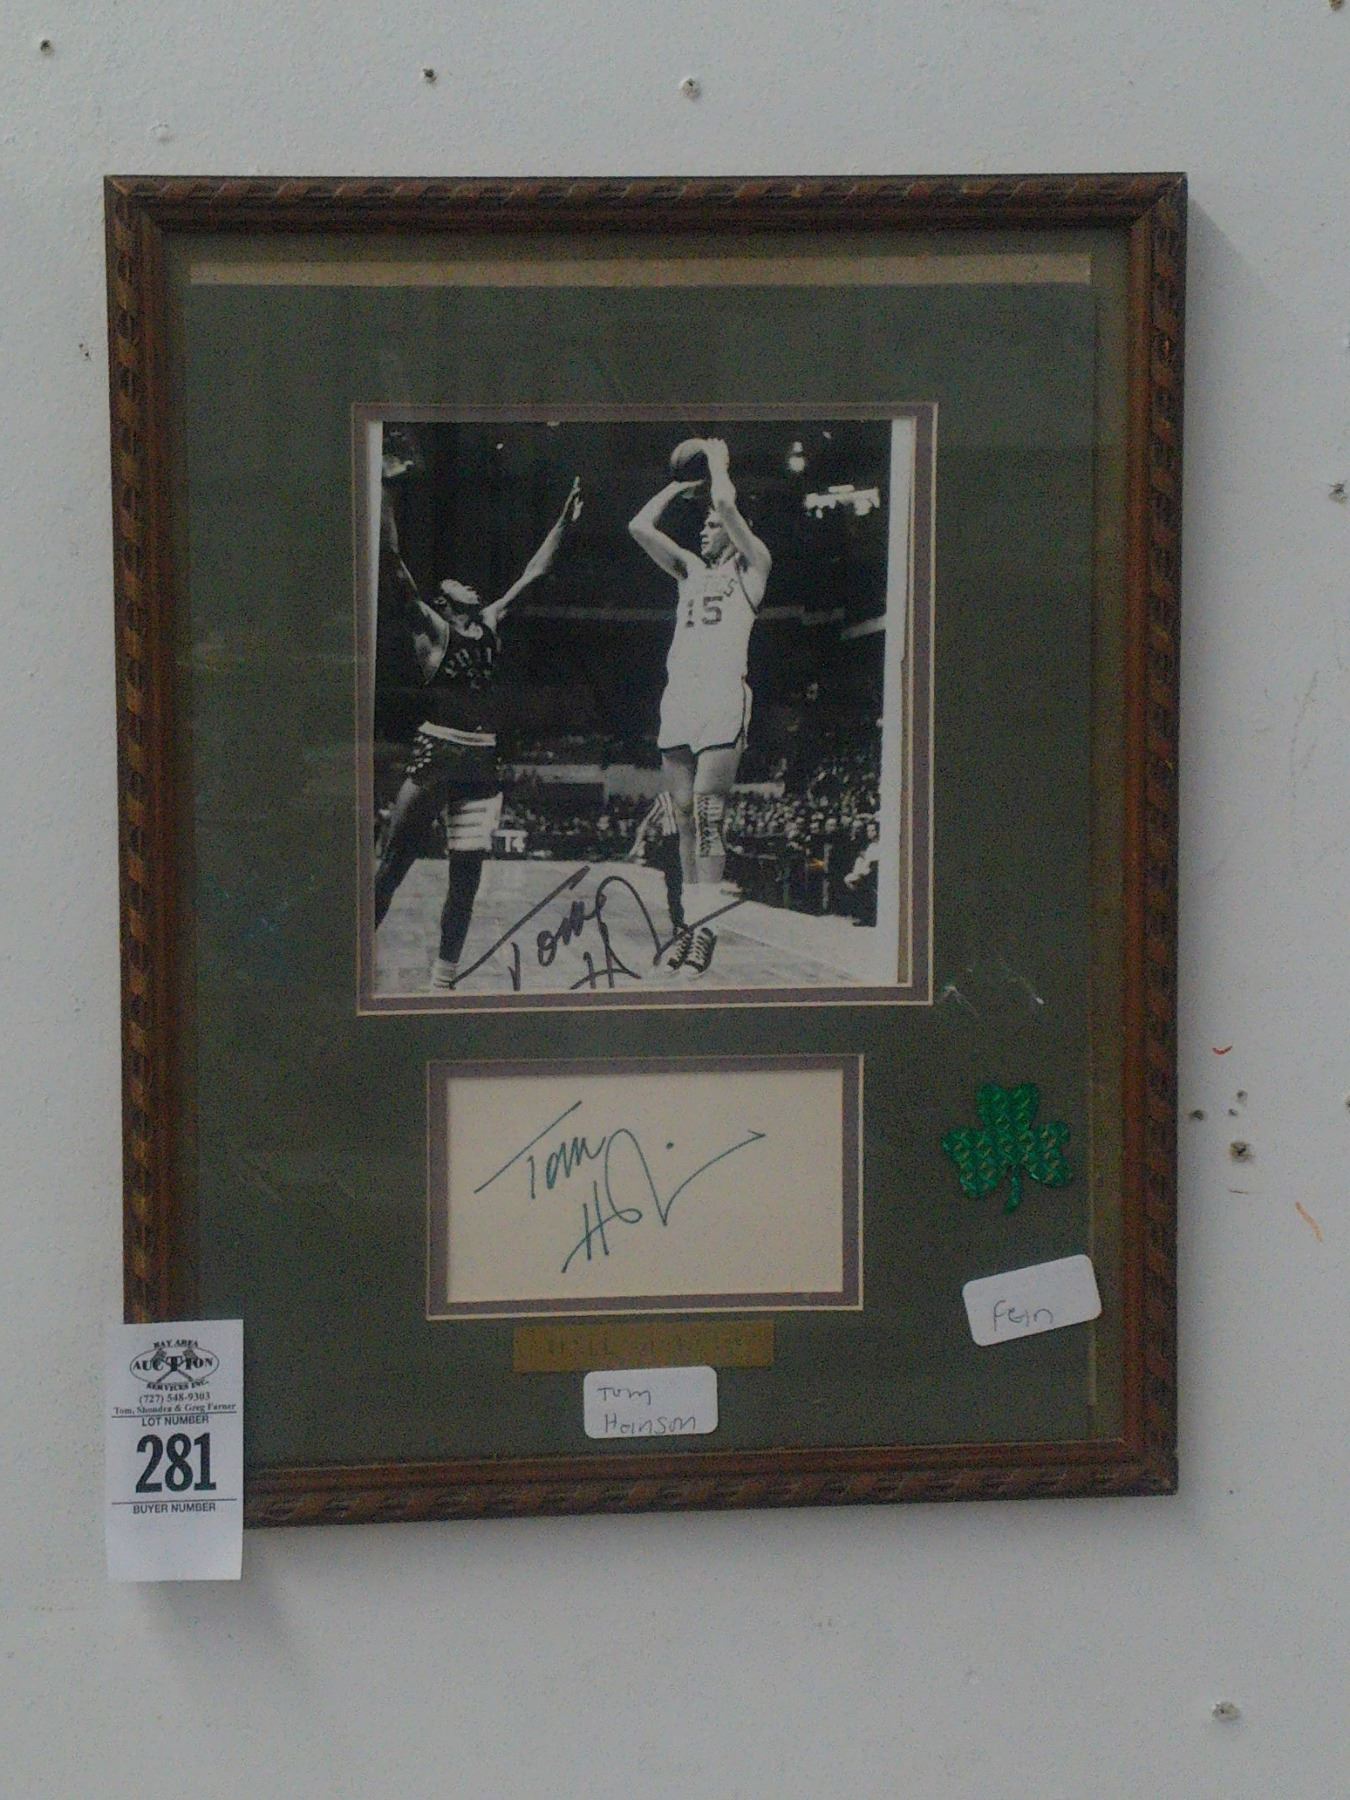 15
Tom
H
Tom
H
Fein
Tom
Heinson
BAY AREA
AUCTION
SERVICES INC.
(727) 548-9303
Tom, Shondra & Greg Farner
LOT NUMBER
281
BUYER NUMBER